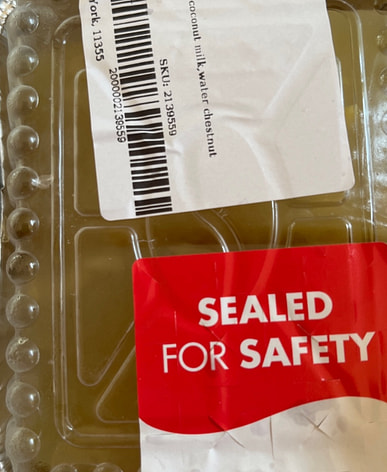 coconut milk,water chestnut
SKU: 2139559
2000002139559
York, 11355
SEALED
FOR SAFETY